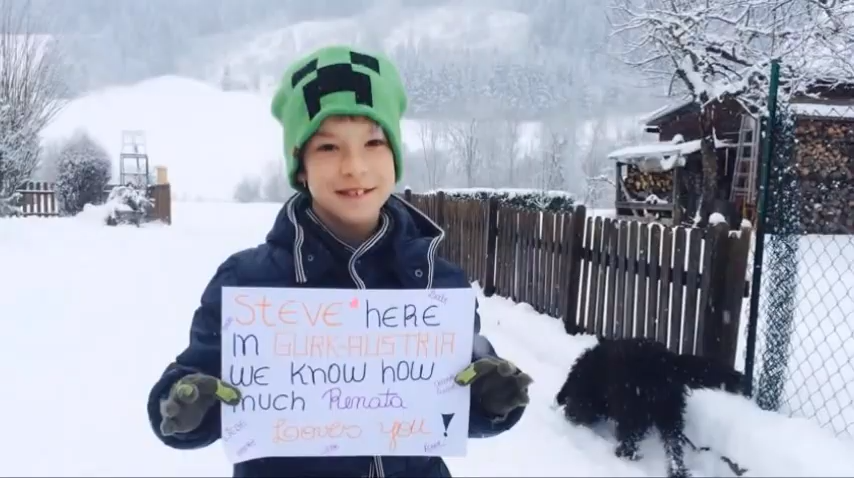 STEVE HERE
IN GURK-AUSTRIA
WE KNOW HOW
MUCH Renata
Loves you!